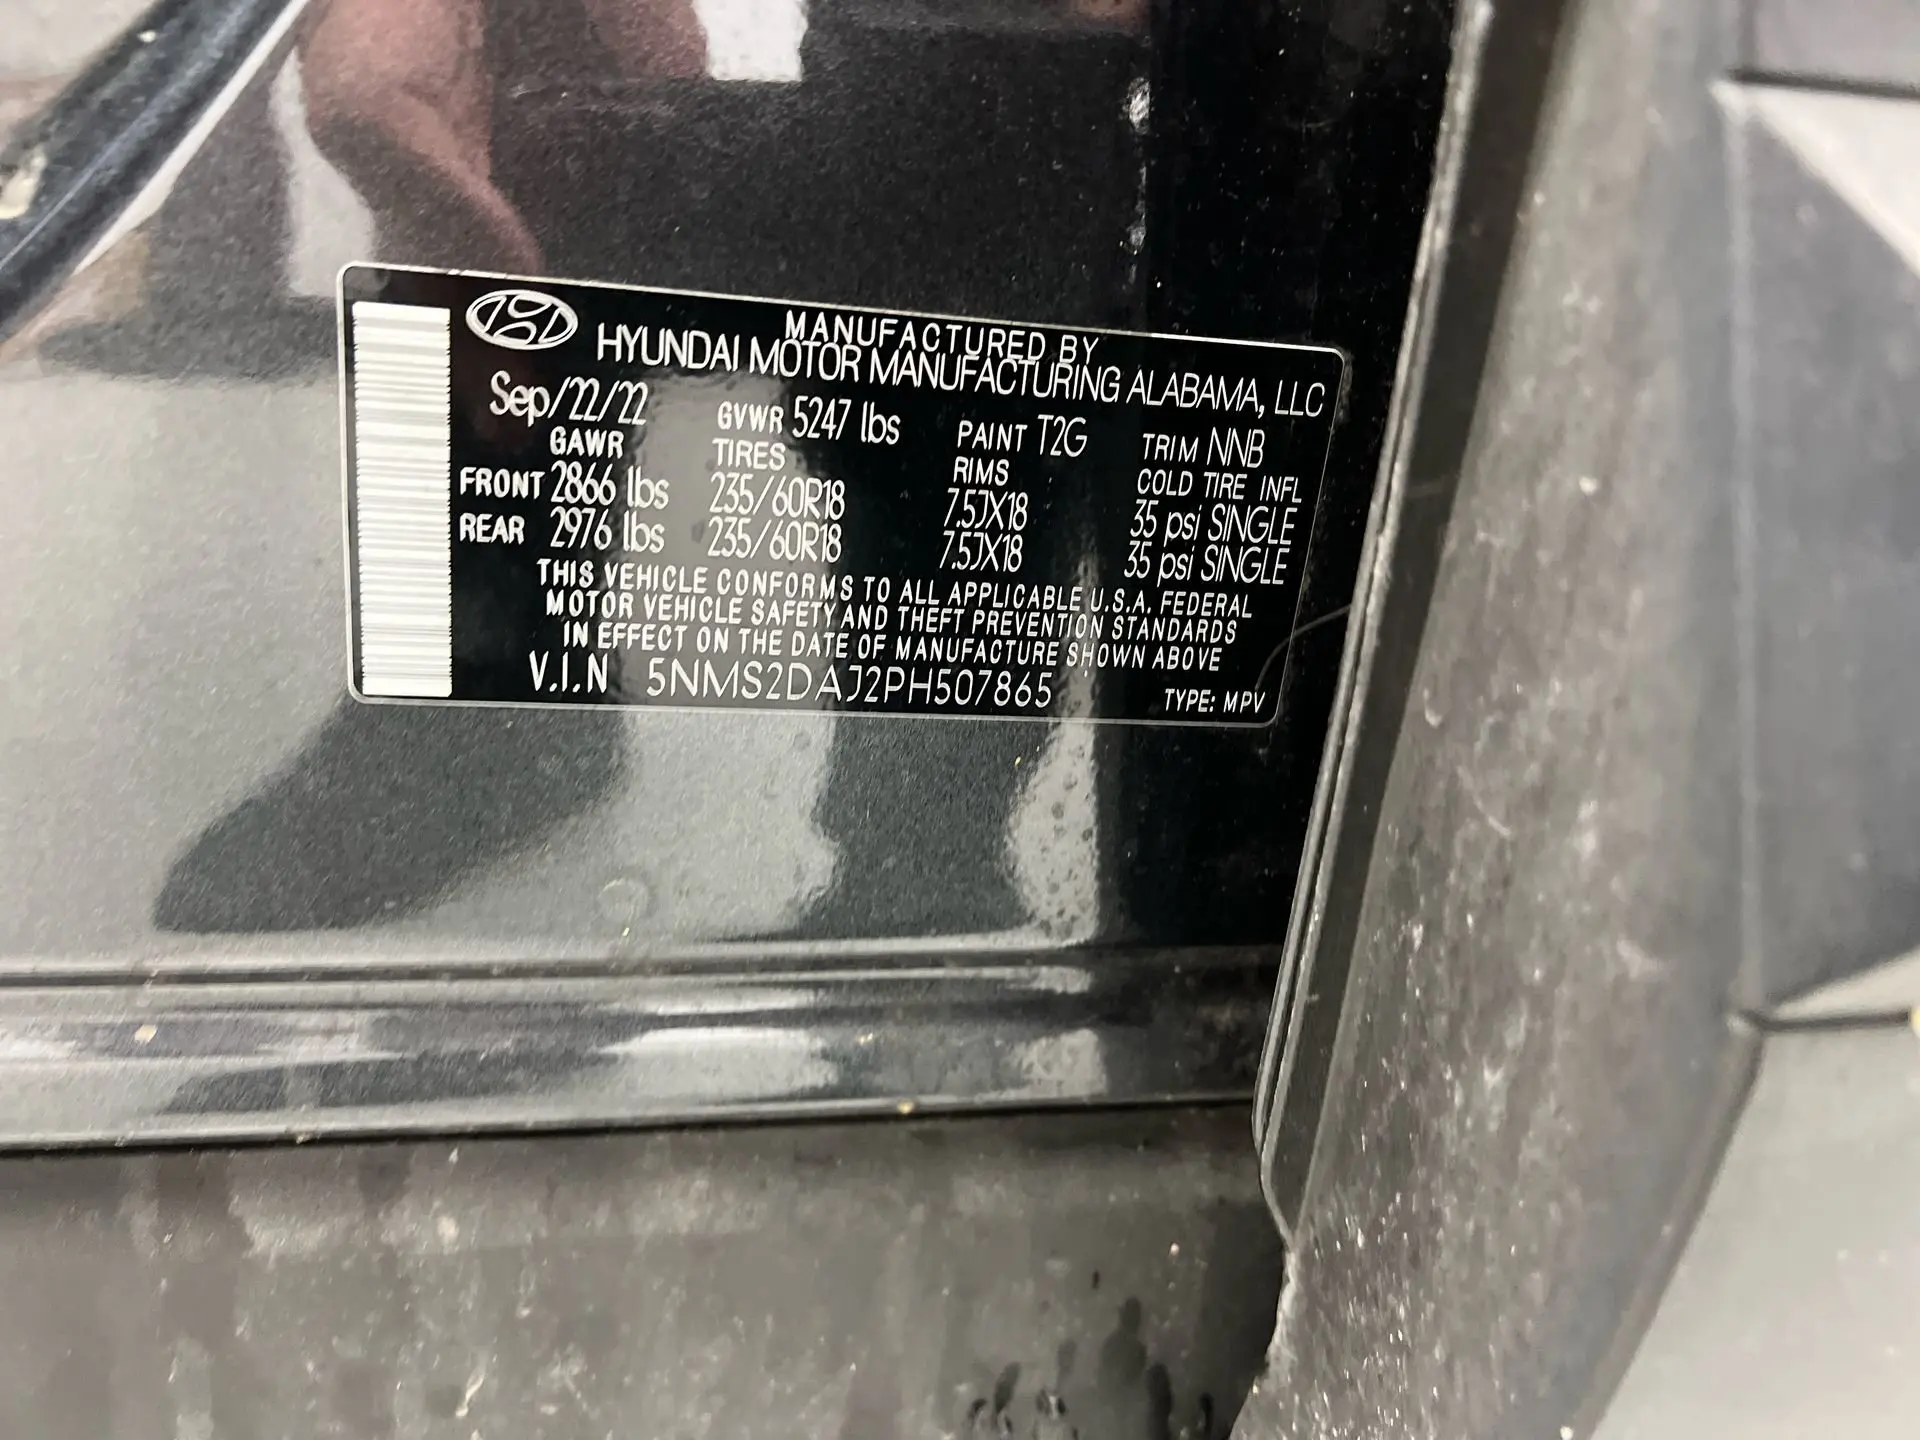 MANUFACTURED BY
HYUNDAI MOTOR MANUFACTURING ALABAMA, LLC
Sep/22/22 GVWR 5247 lbs PAINT T2G TRIM NNB
GAWR TIRES RIMS COLD TIRE INFL
FRONT 2866 lbs 235/60R18 7.5JX18 35 psi SINGLE
REAR 2976 lbs 235/60R18 7.5JX18 35 psi SINGLE
THIS VEHICLE CONFORMS TO ALL APPLICABLE U.S.A. FEDERAL
MOTOR VEHICLE SAFETY AND THEFT PREVENTION STANDARDS
IN EFFECT ON THE DATE OF MANUFACTURE SHOWN ABOVE
V.I.N 5NMS2DAJ2PH507865 TYPE: MPV